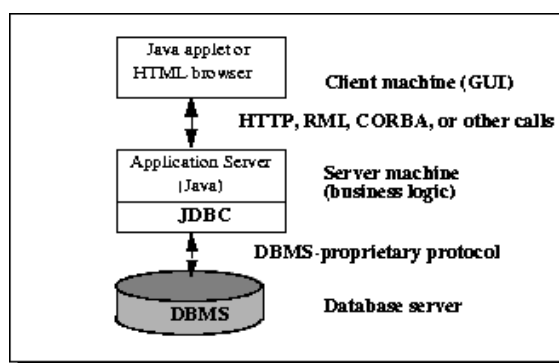 Java applet or
HTML browser
Client machine (GUI)
HTTP, RMI, CORBA, or other calls
Application Server
(Java)
Server machine
(business logic)
JDBC
DBMS-proprietary protocol
DBMS
Database server